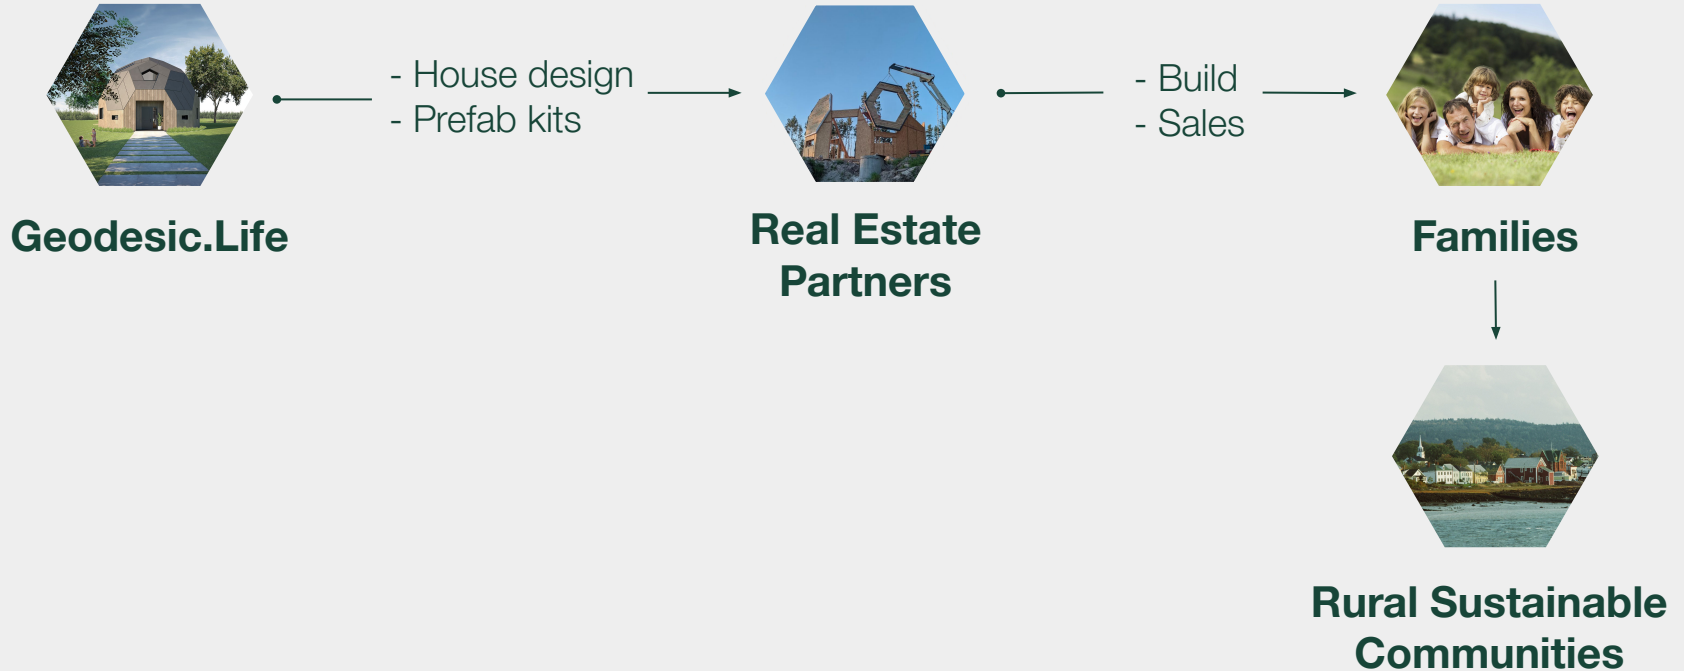 - House design
- Prefab kits
- Build
- Sales
Geodesic.Life
Real Estate
Partners
Families
Rural Sustainable
Communities